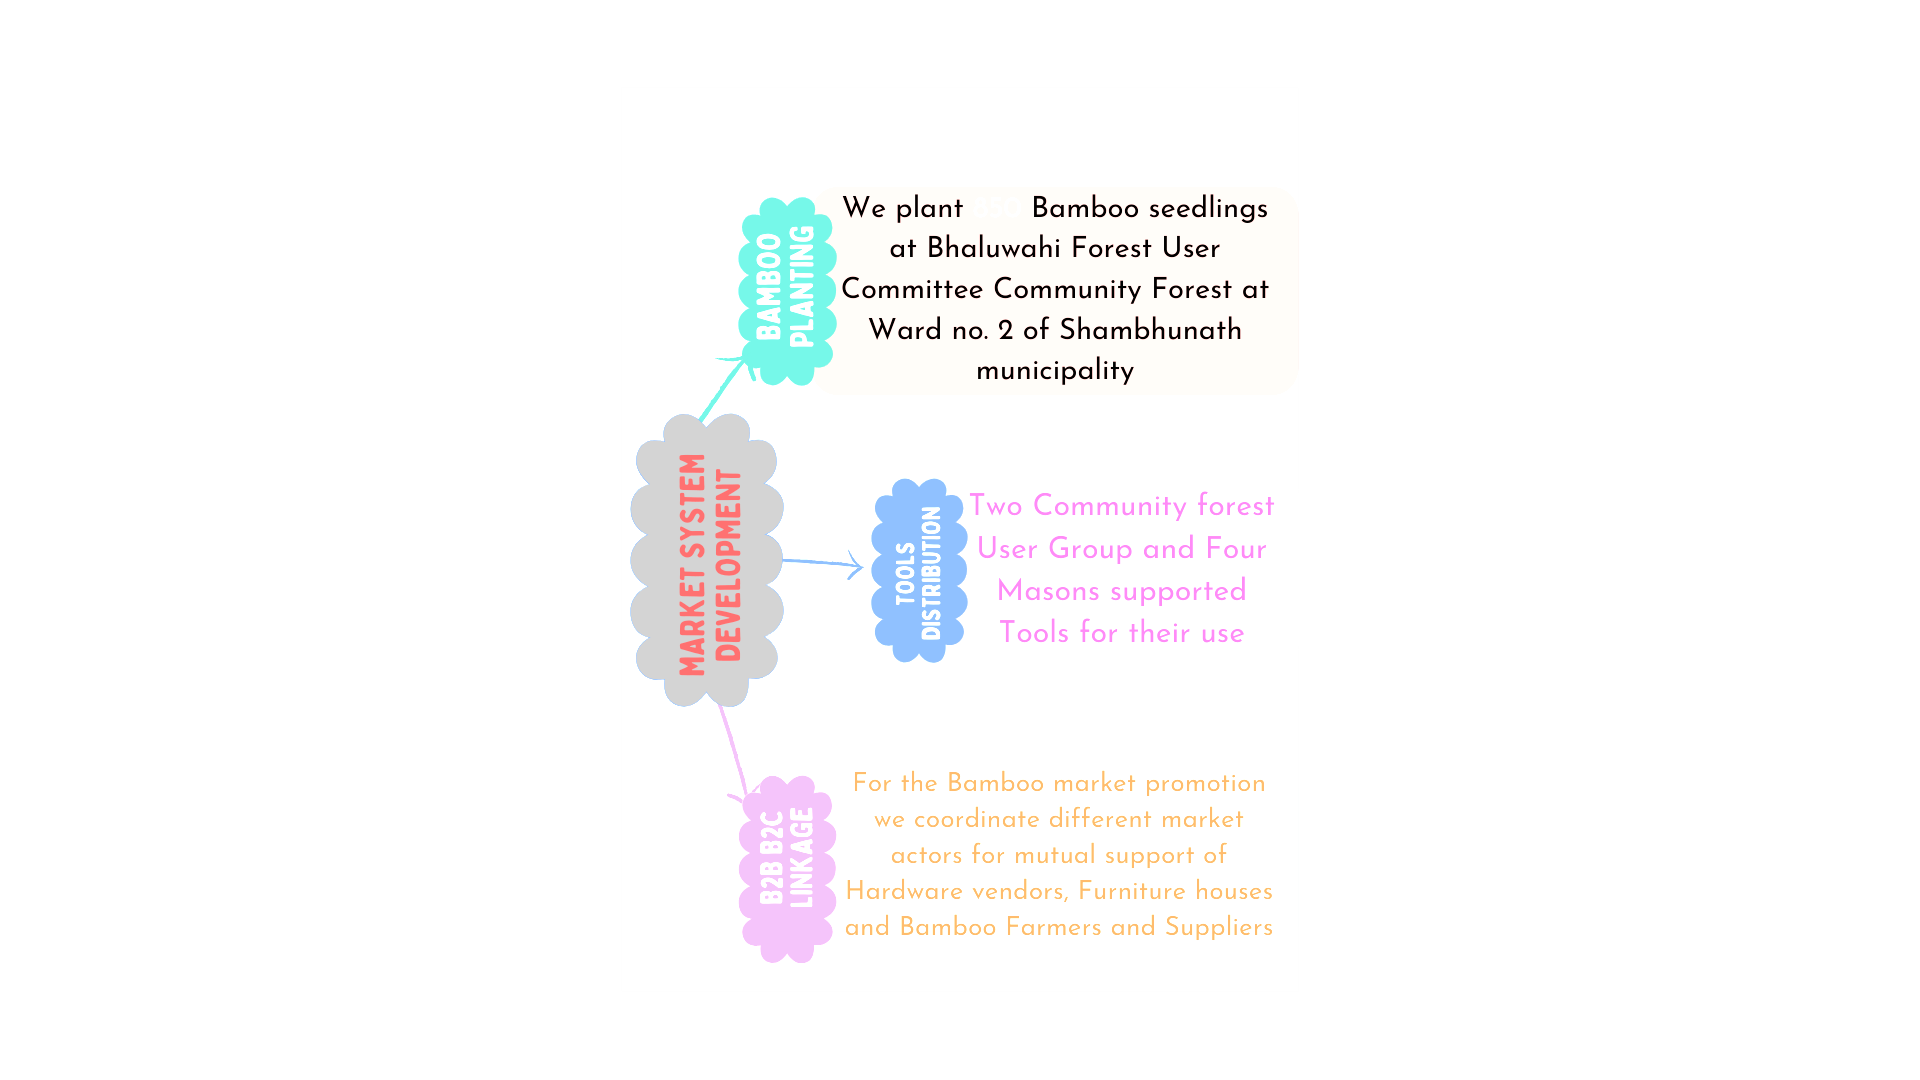 MARKET SYSTEM
DEVELOPMENT
BAMBOO
PLANTING
We plant Bamboo seedlings
at Bhaluwahi Forest User
Committee Community Forest at
Ward no. 2 of Shambhunath
municipality
TOOLS
DISTRIBUTION
Two Community forest
User Group and Four
Masons supported
Tools for their use
B2B B2C
LINKAGE
For the Bamboo market promotion
we coordinate different market
actors for mutual support of
Hardware vendors, Furniture houses
and Bamboo Farmers and Suppliers